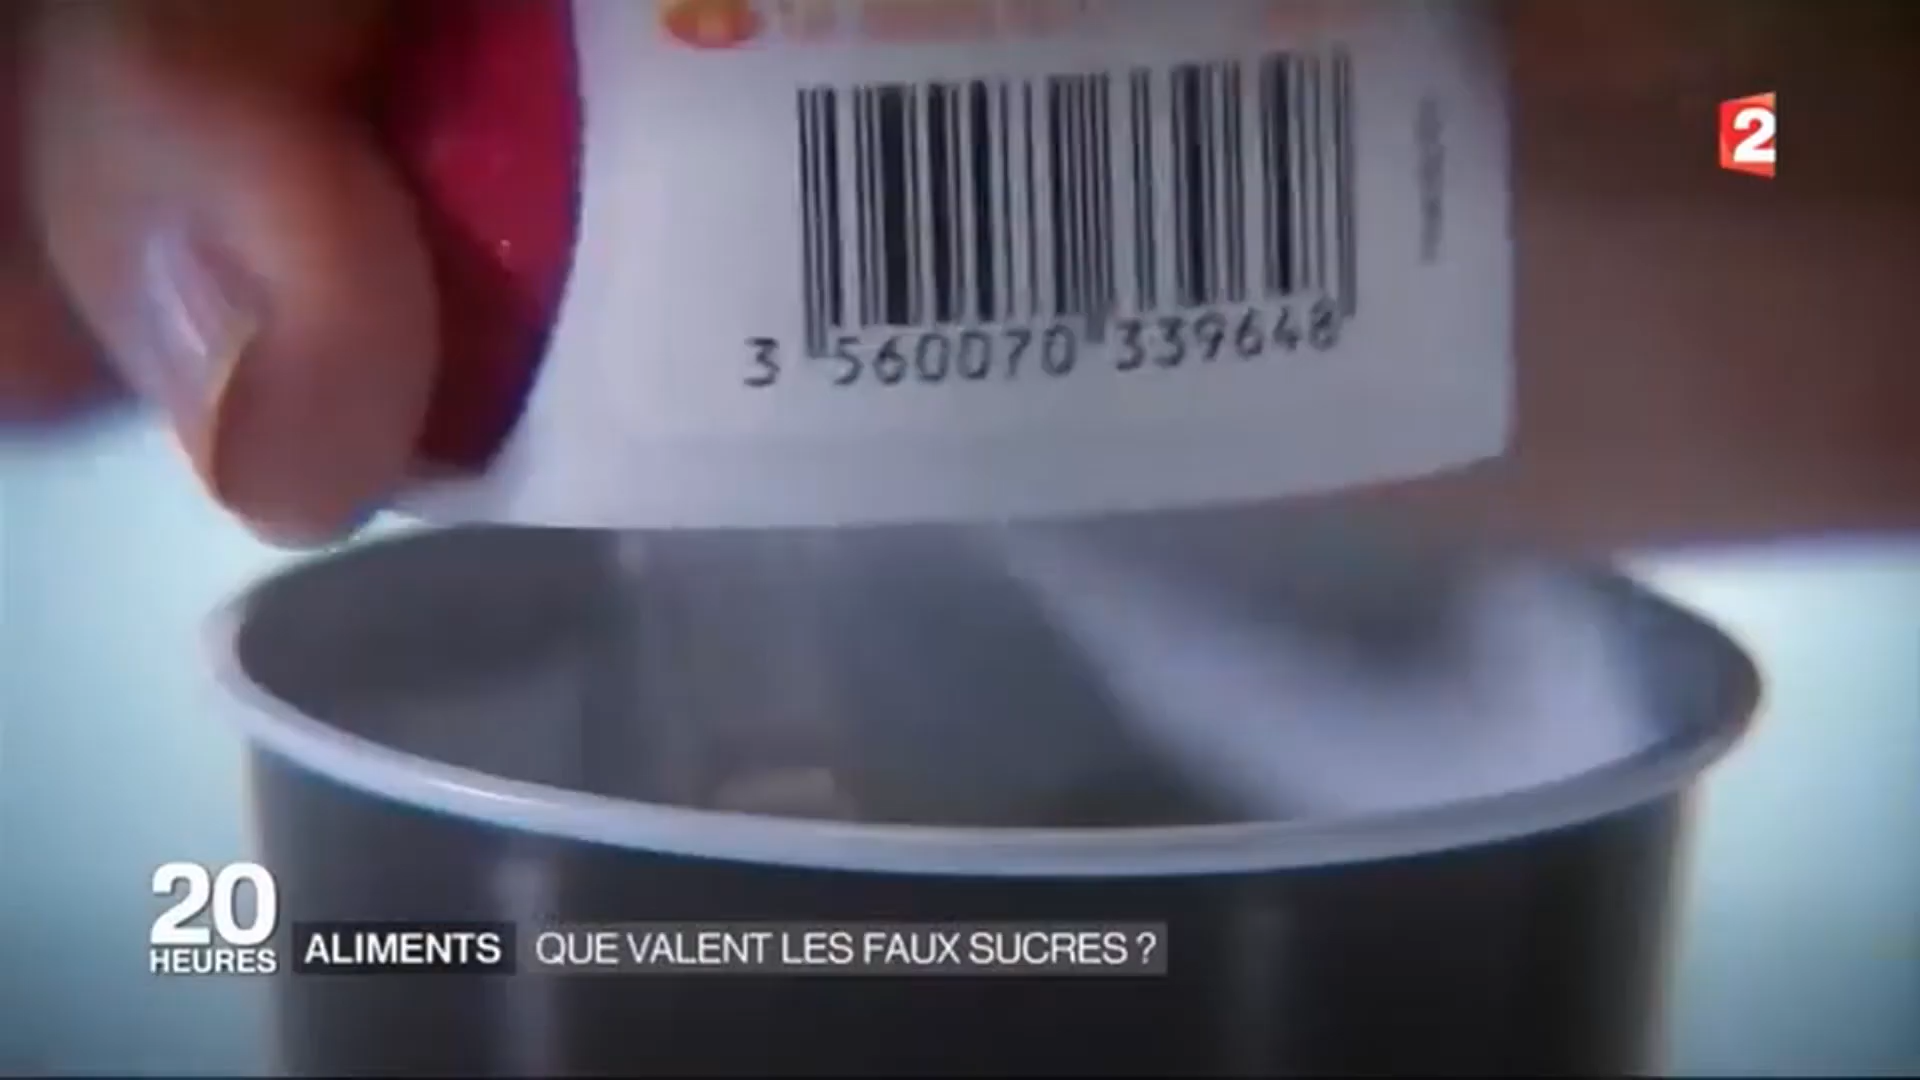 2
3 560070 339648
20
HEURES
ALIMENTS QUE VALENT LES FAUX SUCRES ?